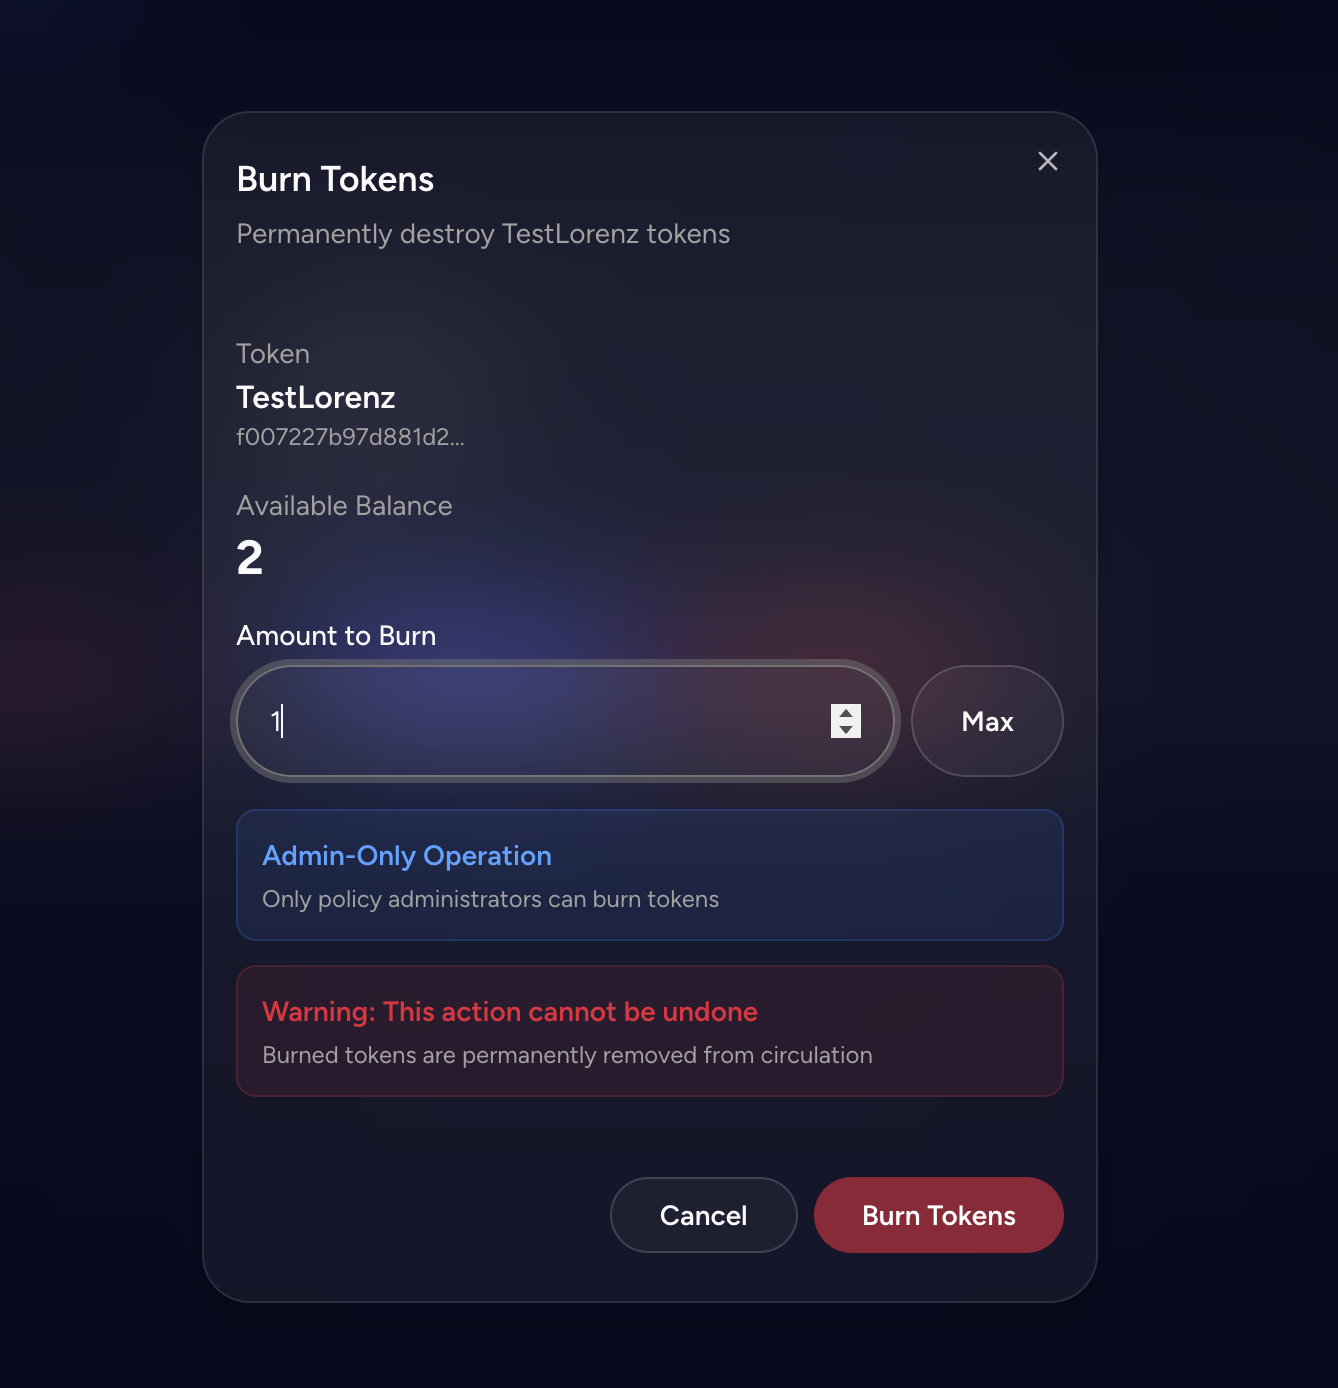 Burn Tokens
Permanently destroy TestLorenz tokens
Token
TestLorenz
f007227b97d881d2...
Available Balance
2
Amount to Burn
1
Max
Admin-Only Operation
Only policy administrators can burn tokens
Warning: This action cannot be undone
Burned tokens are permanently removed from circulation
Cancel
Burn Tokens